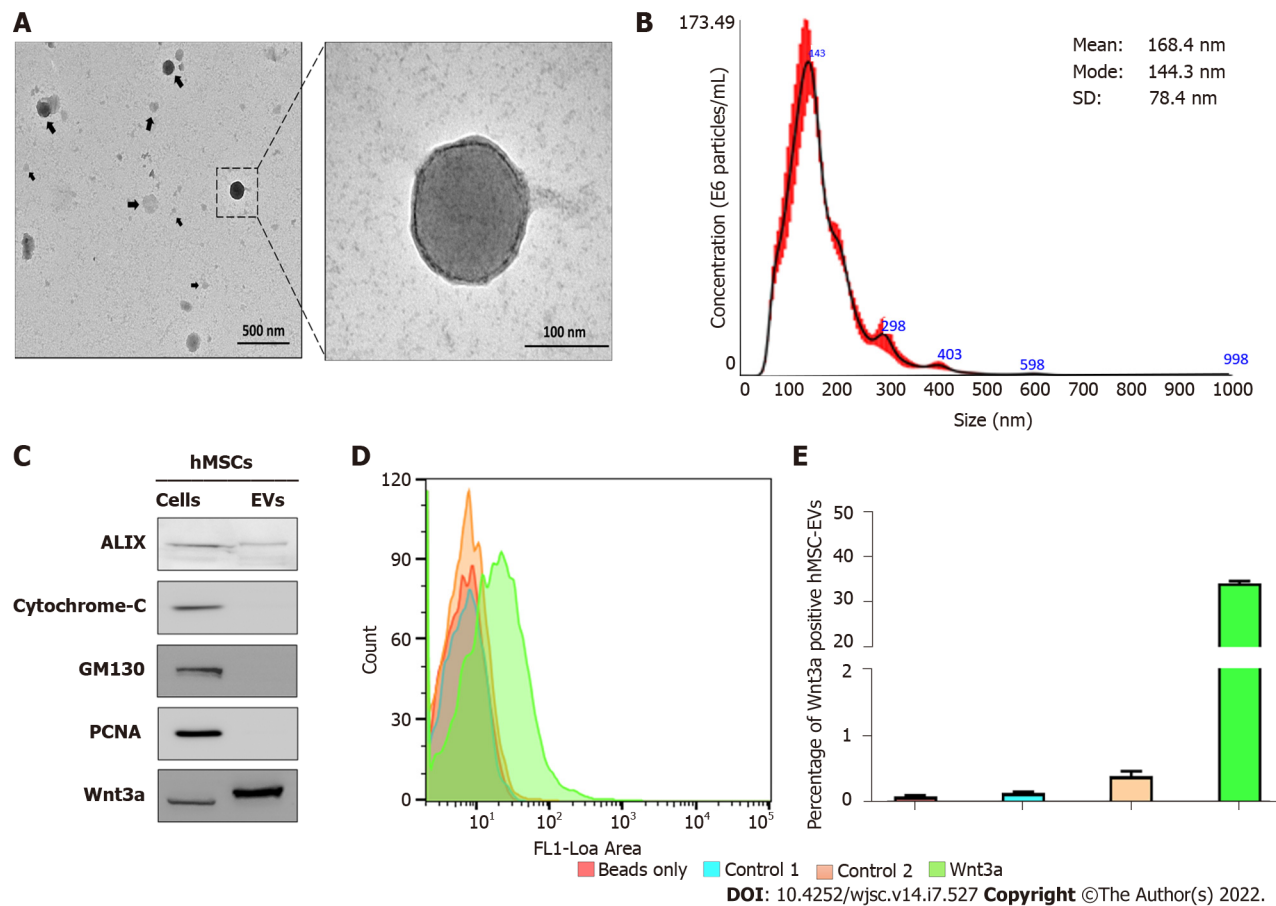 A
500 nm
100 nm
B
173.49
Concentration (E6 particles/mL)
0
143
298
403
598
998
Mean: 168.4 nm
Mode: 144.3 nm
SD: 78.4 nm
0 100 200 300 400 500 600 700 800 900 1000
Size (nm)
C
hMSCs
Cells EVs
ALIX
Cytochrome-C
GM130
PCNA
Wnt3a
D
Count
120
90
60
30
0
10¹ 10² 10³ 10⁴ 10⁵
FL1-Loa Area
E
Percentage of Wnt3a positive hMSC-EVs
50
40
30
20
2
1
0
Beads only Control 1 Control 2 Wnt3a
DOI: 10.4252/wjsc.v14.i7.527 Copyright ©The Author(s) 2022.